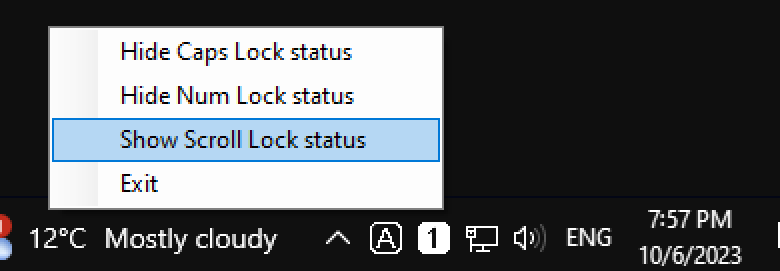 Hide Caps Lock status
Hide Num Lock status
Show Scroll Lock status
Exit
12°C Mostly cloudy A 1 ENG
7:57 PM
10/6/2023